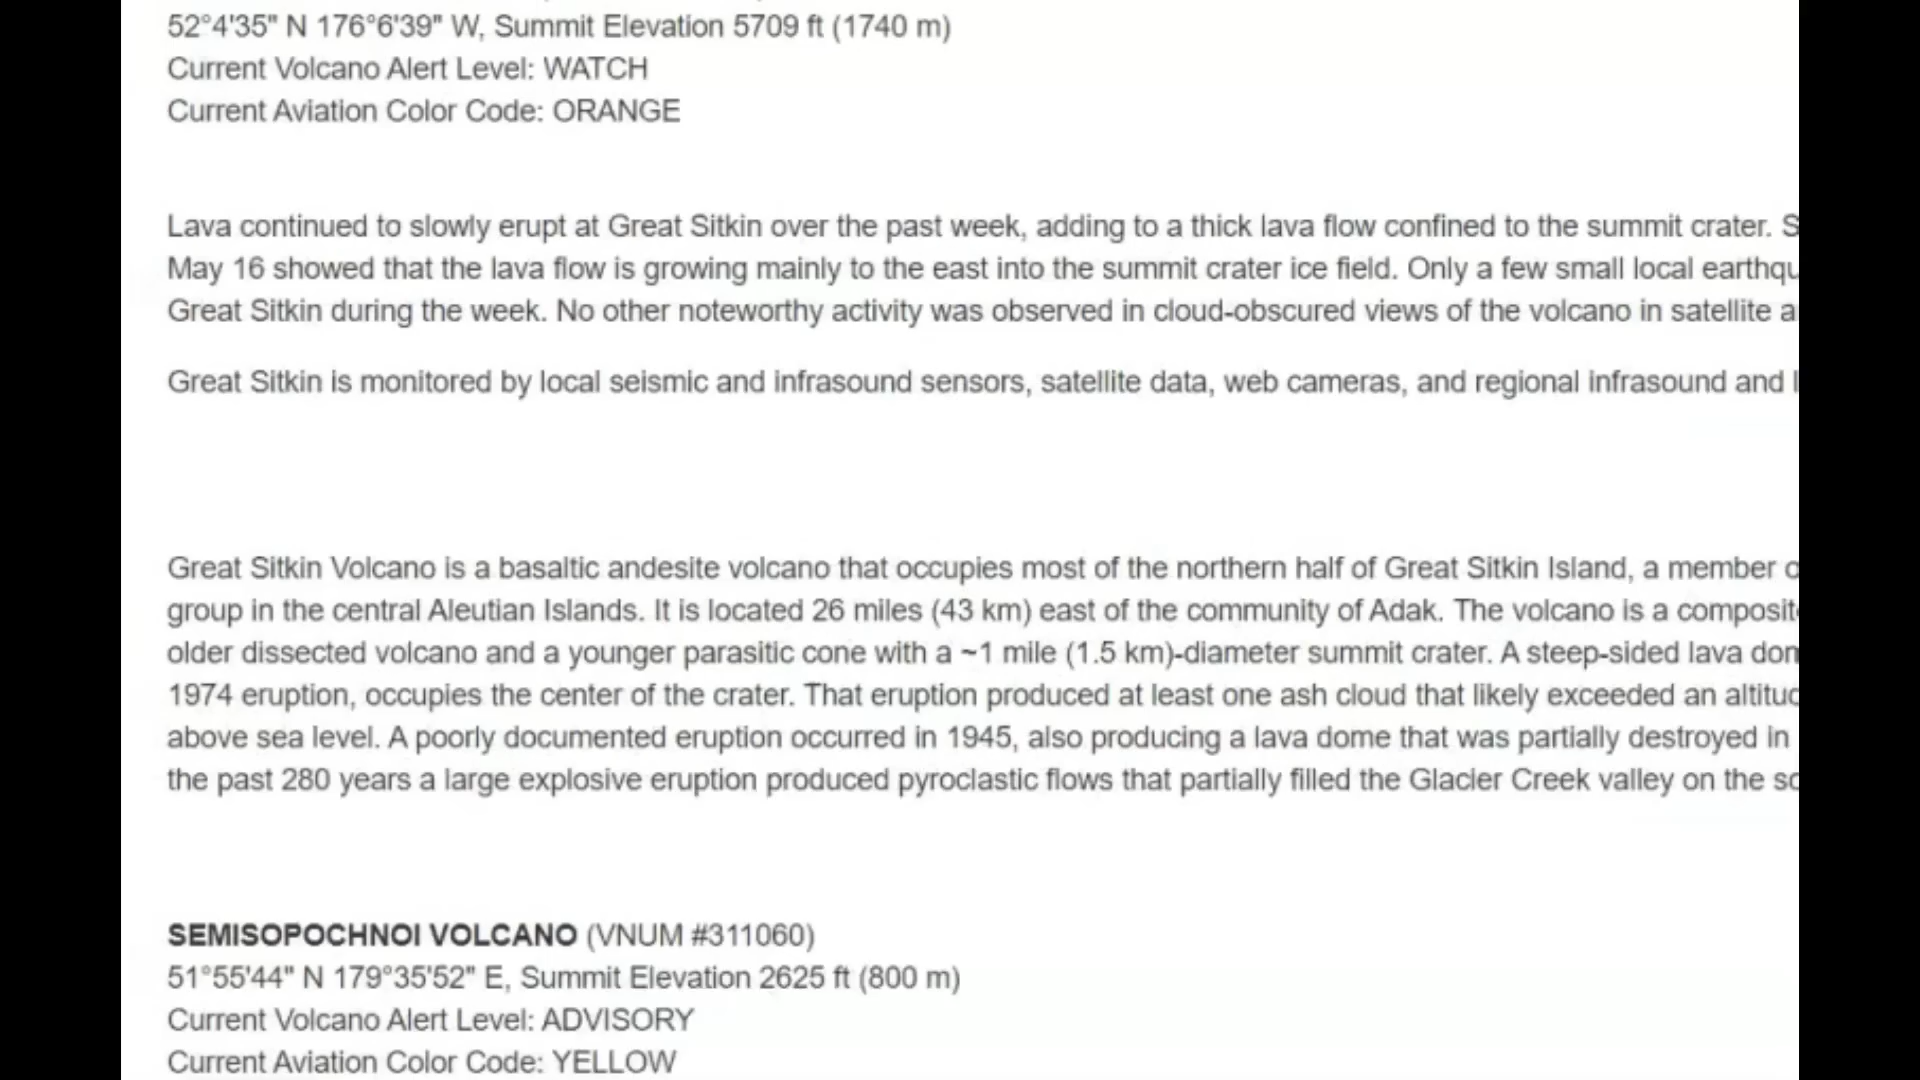 52°4'35" N 176°6'39" W, Summit Elevation 5709 ft (1740 m)
Current Volcano Alert Level: WATCH
Current Aviation Color Code: ORANGE
Lava continued to slowly erupt at Great Sitkin over the past week, adding to a thick lava flow confined to the summit crater. S
May 16 showed that the lava flow is growing mainly to the east into the summit crater ice field. Only a few small local earthqu
Great Sitkin during the week. No other noteworthy activity was observed in cloud-obscured views of the volcano in satellite a
Great Sitkin is monitored by local seismic and infrasound sensors, satellite data, web cameras, and regional infrasound and l
Great Sitkin Volcano is a basaltic andesite volcano that occupies most of the northern half of Great Sitkin Island, a member o
group in the central Aleutian Islands. It is located 26 miles (43 km) east of the community of Adak. The volcano is a composit
older dissected volcano and a younger parasitic cone with a ~1 mile (1.5 km)-diameter summit crater. A steep-sided lava dom
1974 eruption, occupies the center of the crater. That eruption produced at least one ash cloud that likely exceeded an altitud
above sea level. A poorly documented eruption occurred in 1945, also producing a lava dome that was partially destroyed in
the past 280 years a large explosive eruption produced pyroclastic flows that partially filled the Glacier Creek valley on the so
SEMISOPOCHNOI VOLCANO (VNUM #311060)
51°55'44" N 179°35'52" E, Summit Elevation 2625 ft (800 m)
Current Volcano Alert Level: ADVISORY
Current Aviation Color Code: YELLOW